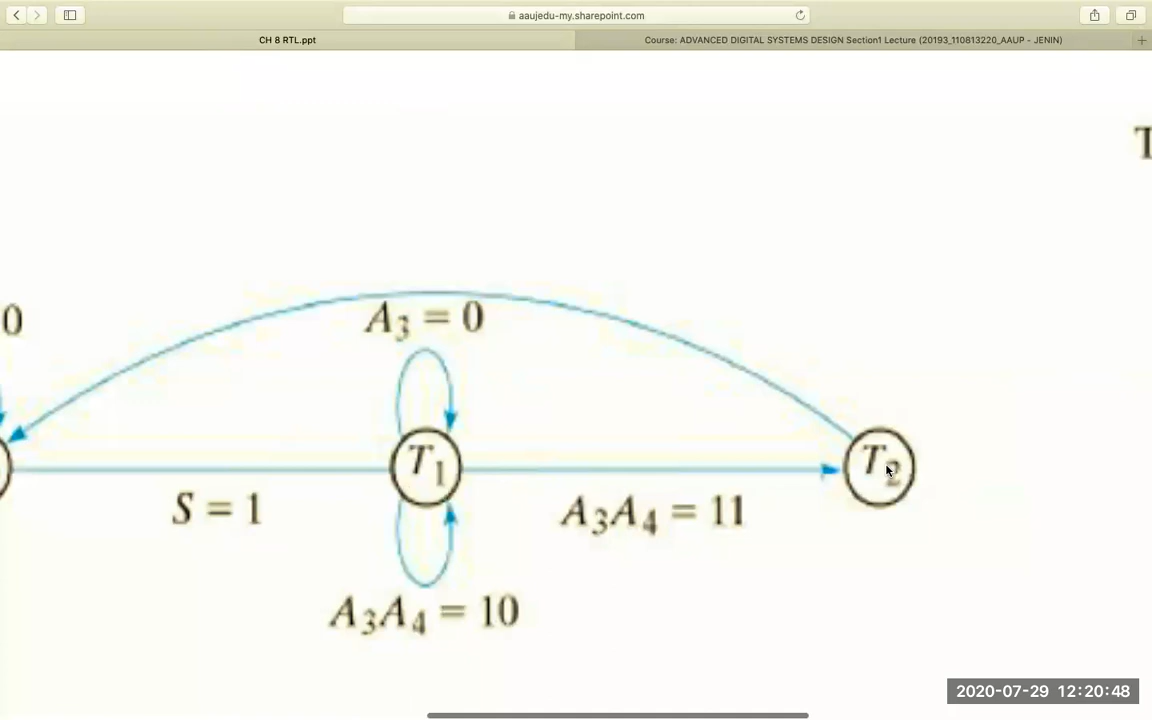 aaujedu-my.sharepoint.com
CH 8 RTL.ppt
Course: ADVANCED DIGITAL SYSTEMS DESIGN Section1 Lecture (20193_110813220_AAUP - JENIN)
0
A₃ = 0
T₁
T₂
S = 1
A₃A₄ = 11
A₃A₄ = 10
2020-07-29 12:20:48